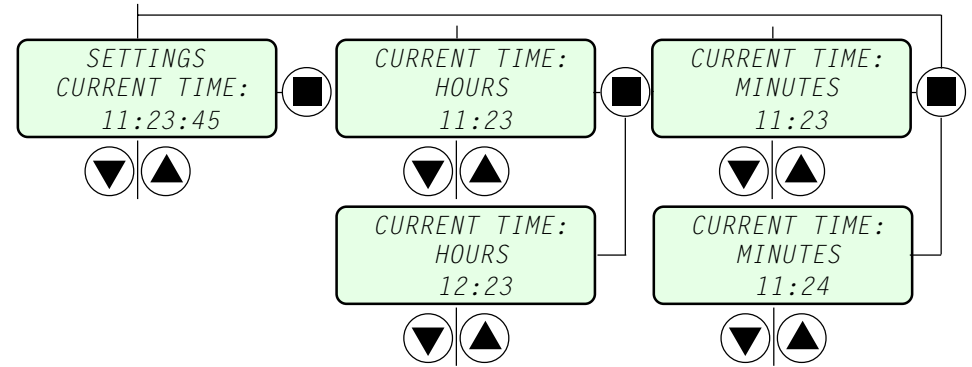 SETTINGS
CURRENT TIME:
11:23:45
CURRENT TIME:
HOURS
11:23
CURRENT TIME:
MINUTES
11:23
CURRENT TIME:
HOURS
12:23
CURRENT TIME:
MINUTES
11:24